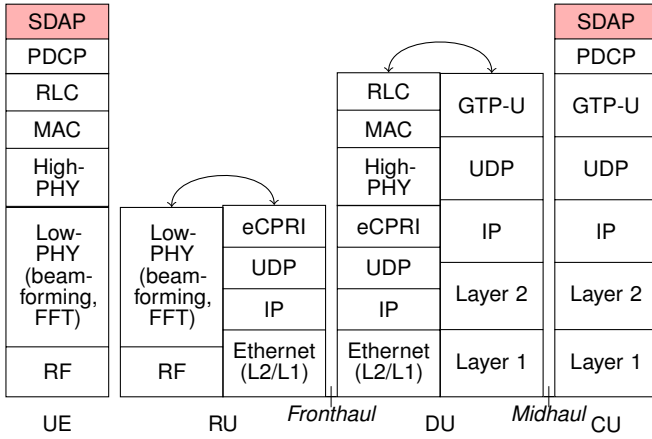 SDAP
PDCP
RLC
MAC
High-
PHY
Low-
PHY
(beam-
forming,
FFT)
RF
UE
Low-
PHY
(beam-
forming,
FFT)
RF
eCPRI
UDP
IP
Ethernet
(L2/L1)
RU
Fronthaul
RLC
MAC
High-
PHY
eCPRI
UDP
IP
Ethernet
(L2/L1)
GTP-U
UDP
IP
Layer 2
Layer 1
DU
Midhaul
SDAP
PDCP
GTP-U
UDP
IP
Layer 2
Layer 1
CU